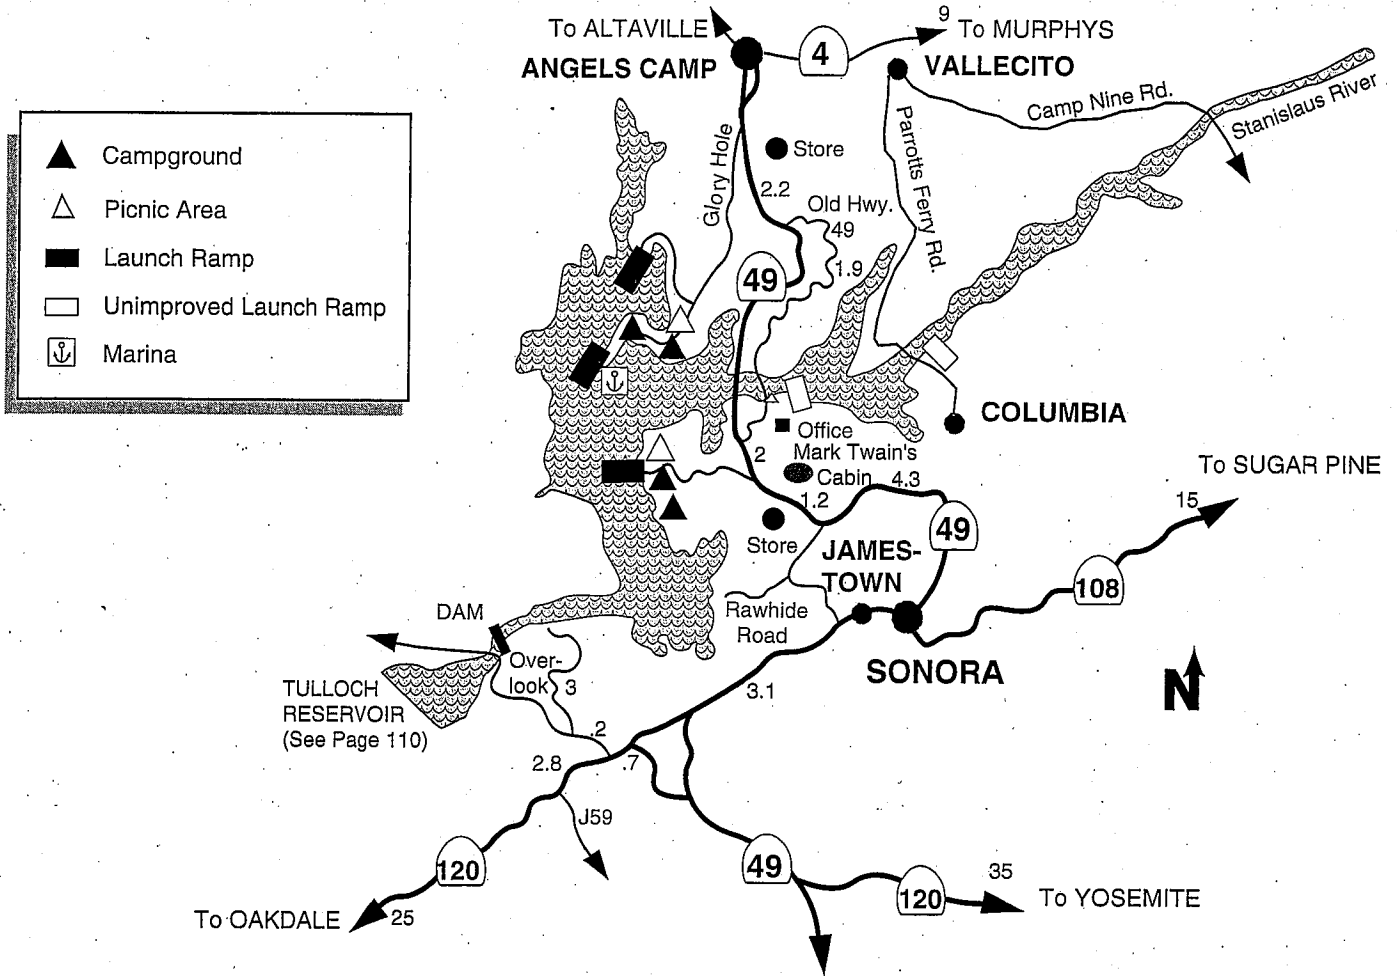 To ALTAVILLE
9
To MURPHYS
4
ANGELS CAMP
VALLECITO
Camp Nine Rd.
Stanislaus River
Campground
Picnic Area
Launch Ramp
Unimproved Launch Ramp
Marina
Glory Hole
Store
Parrotts Ferry Rd.
2.2
Old Hwy.
49
1.9
49
COLUMBIA
Office
Mark Twain's
Cabin
2
4.3
1.2
To SUGAR PINE
15
49
Store
JAMES-
TOWN
108
Rawhide
Road
DAM
Over-
look
3
SONORA
N
TULLOCH
RESERVOIR
(See Page 110)
3.1
.2
2.8
.7
J59
120
49
35
120
To YOSEMITE
To OAKDALE
25